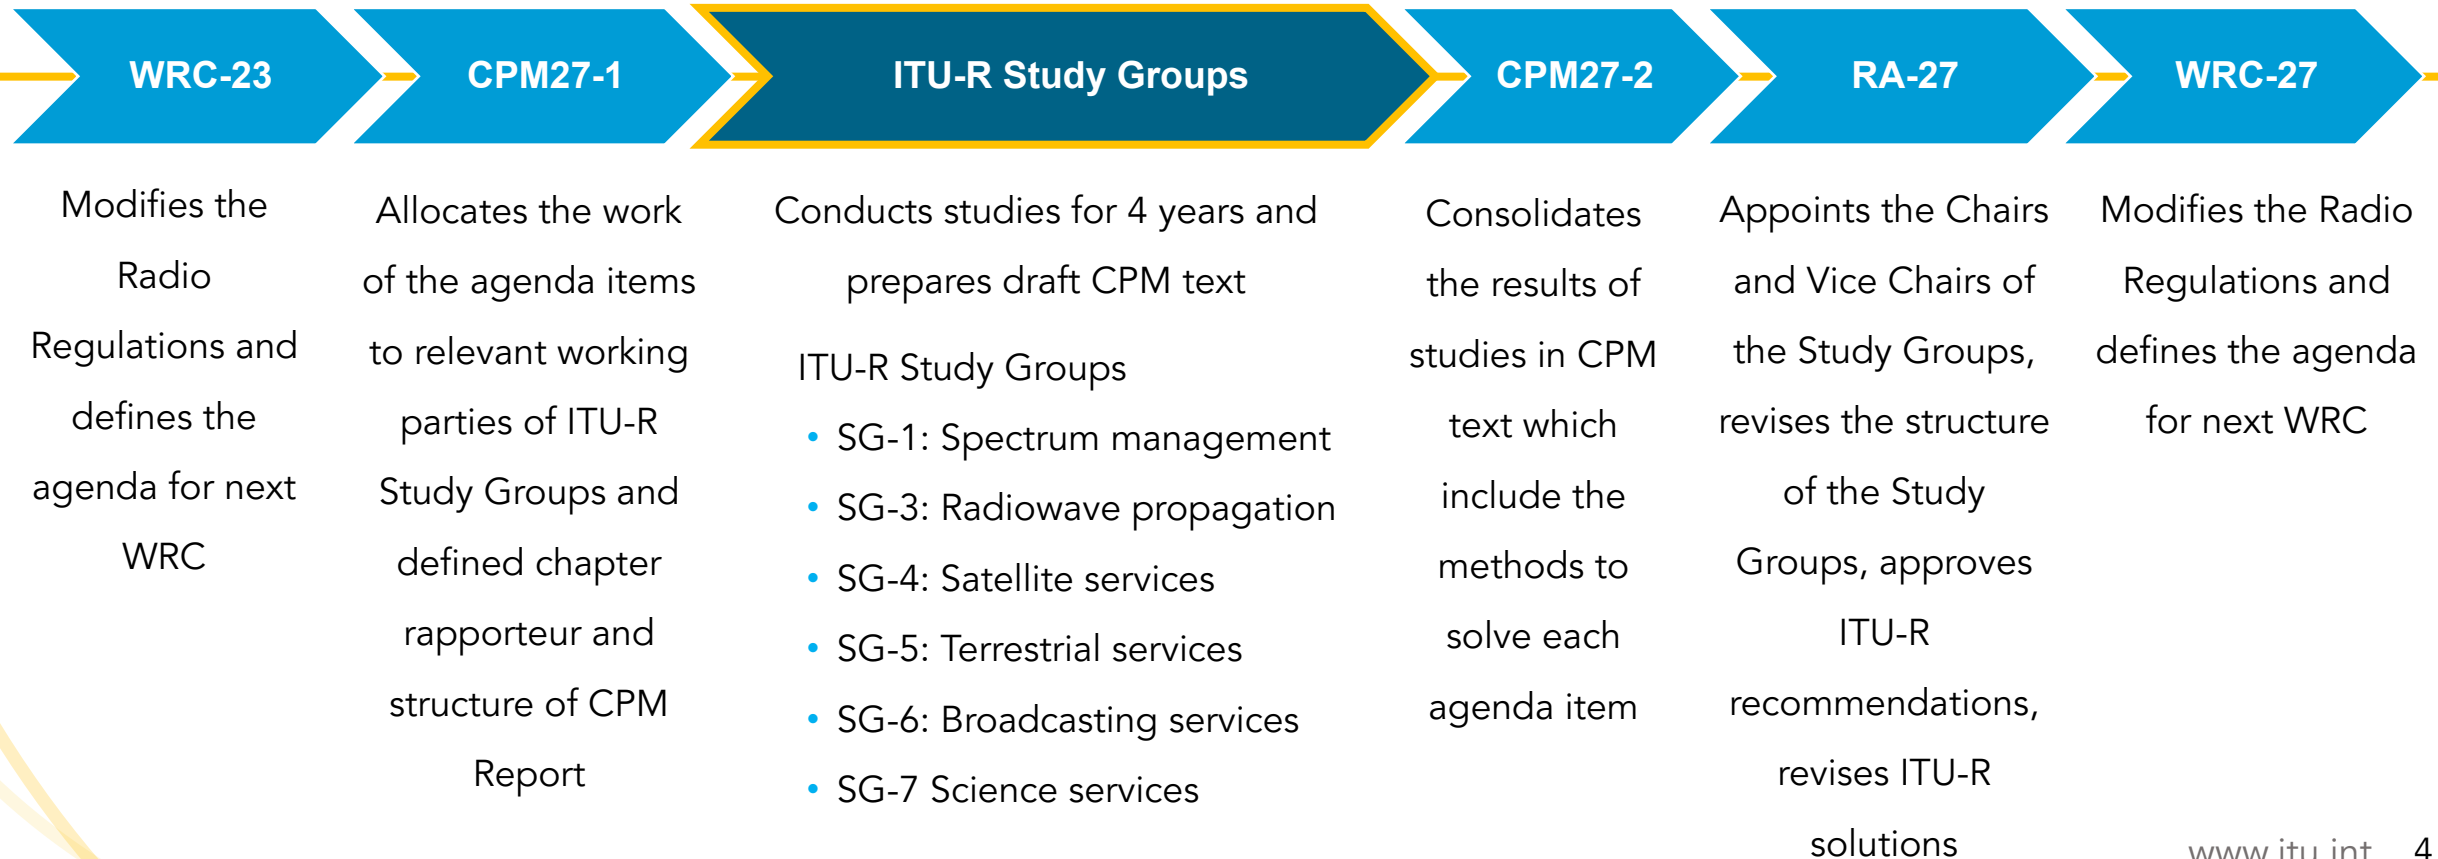 WRC-23
CPM27-1
ITU-R Study Groups
CPM27-2
RA-27
WRC-27
Modifies the
Radio
Regulations and
defines the
agenda for next
WRC
Allocates the work
of the agenda items
to relevant working
parties of ITU-R
Study Groups and
defined chapter
rapporteur and
structure of CPM
Report
Conducts studies for 4 years and
prepares draft CPM text
ITU-R Study Groups
• SG-1: Spectrum management
• SG-3: Radiowave propagation
• SG-4: Satellite services
• SG-5: Terrestrial services
• SG-6: Broadcasting services
• SG-7 Science services
Consolidates
the results of
studies in CPM
text which
include the
methods to
solve each
agenda item
Appoints the Chairs
and Vice Chairs of
the Study Groups,
revises the structure
of the Study
Groups, approves
ITU-R
recommendations,
revises ITU-R
solutions
Modifies the Radio
Regulations and
defines the agenda
for next WRC
www.itu.int 4